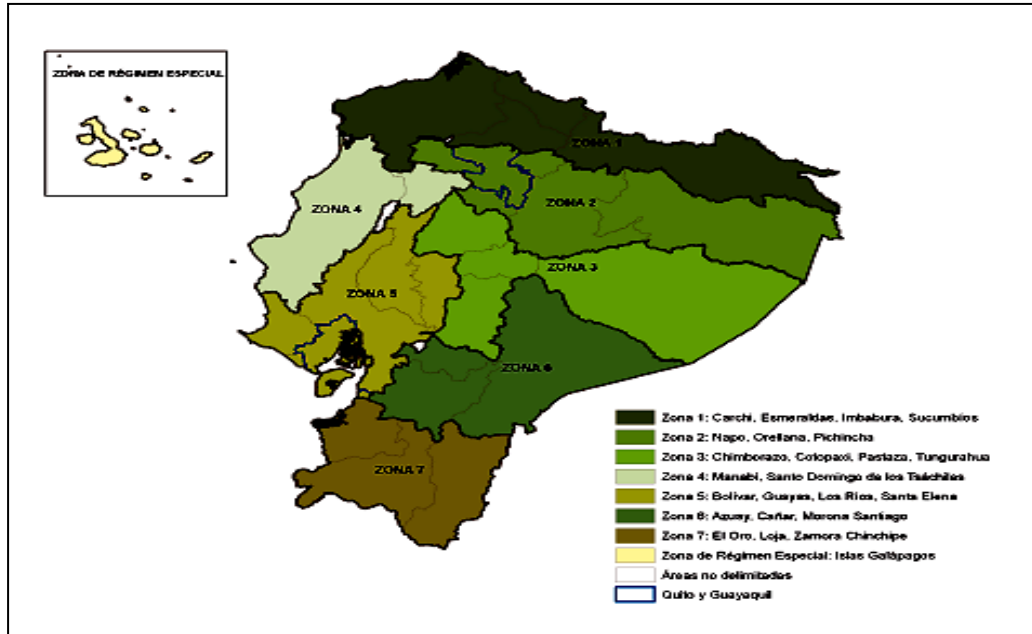 ZONA DE RÉGIMEN ESPECIAL
ZONA 1
ZONA 2
ZONA 4
ZONA 3
ZONA 5
ZONA 6
ZONA 7
Zona 1: Carchi, Esmeraldas, Imbabura, Sucumbios
Zona 2: Napo, Orellana, Pichincha
Zona 3: Chimborazo, Cotopaxi, Pastaza, Tungurahua
Zona 4: Manabí, Santo Domingo de los Tsáchilas
Zona 5: Bolívar, Guayas, Los Ríos, Santa Elena
Zona 6: Azuay, Cañar, Morona Santiago
Zona 7: El Oro, Loja, Zamora Chinchipe
Zona de Régimen Especial: Islas Galápagos
Áreas no delimitadas
Quito y Guayaquil